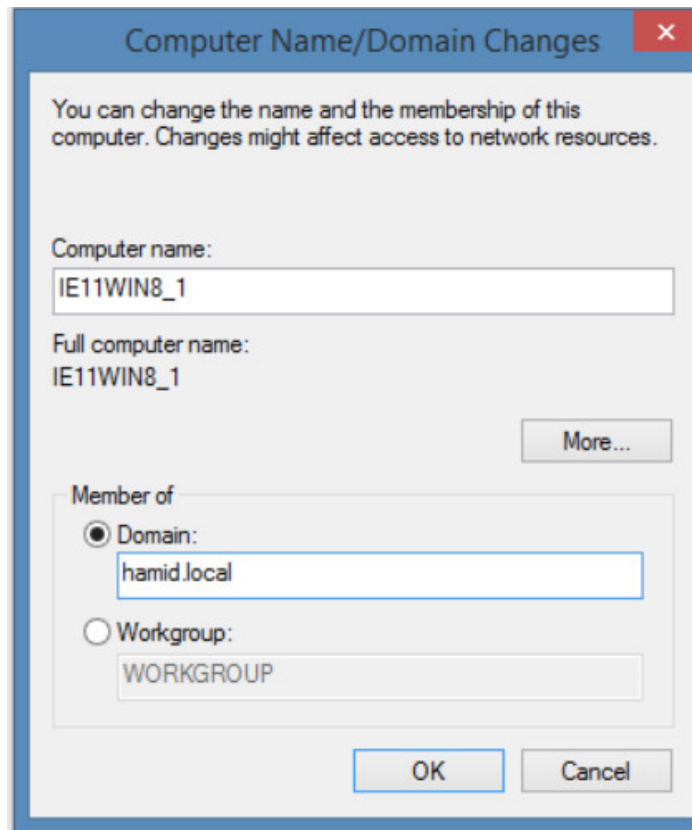 Computer Name/Domain Changes
You can change the name and the membership of this
computer. Changes might affect access to network resources.
Computer name:
IE11WIN8_1
Full computer name:
IE11WIN8_1
More...
Member of
Domain:
hamid.local
Workgroup:
WORKGROUP
OK Cancel